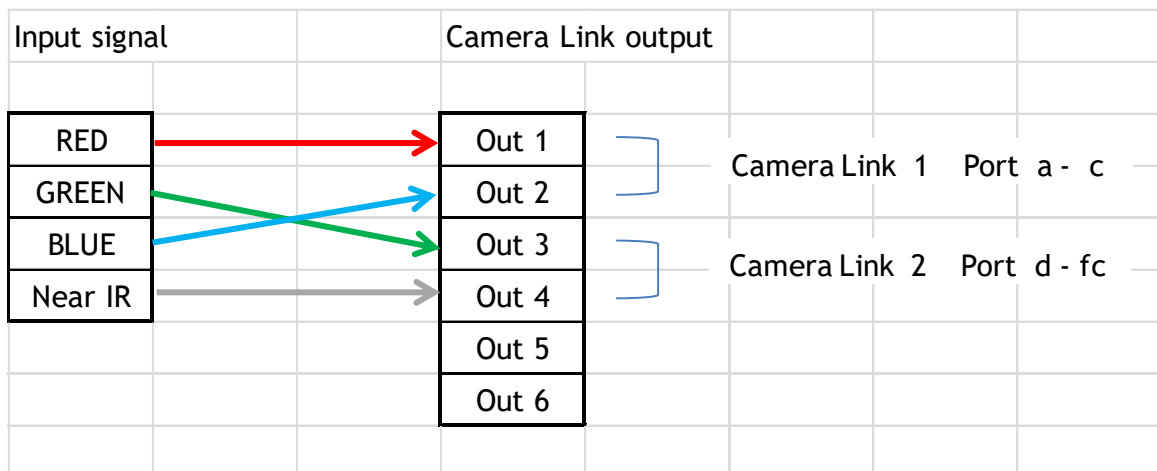 Input signal
Camera Link output
RED
Out 1
Camera Link 1 Port a - c
GREEN
Out 2
BLUE
Out 3
Camera Link 2 Port d - fc
Near IR
Out 4
Out 5
Out 6